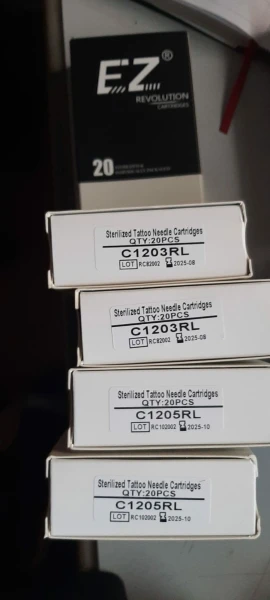 EZ®
REVOLUTION
CARTRIDGES
20
Sterilized Tattoo Needle Cartridges
QTY:20PCS
C1203RL
LOT RC82002 2025-08
Sterilized Tattoo Needle Cartridges
QTY:20PCS
C1203RL
LOT RC82002 2025-08
Sterilized Tattoo Needle Cartridges
QTY:20PCS
C1205RL
LOT RC102002 2025-10
Sterilized Tattoo Needle Cartridges
QTY:20PCS
C1205RL
LOT RC102002 2025-10